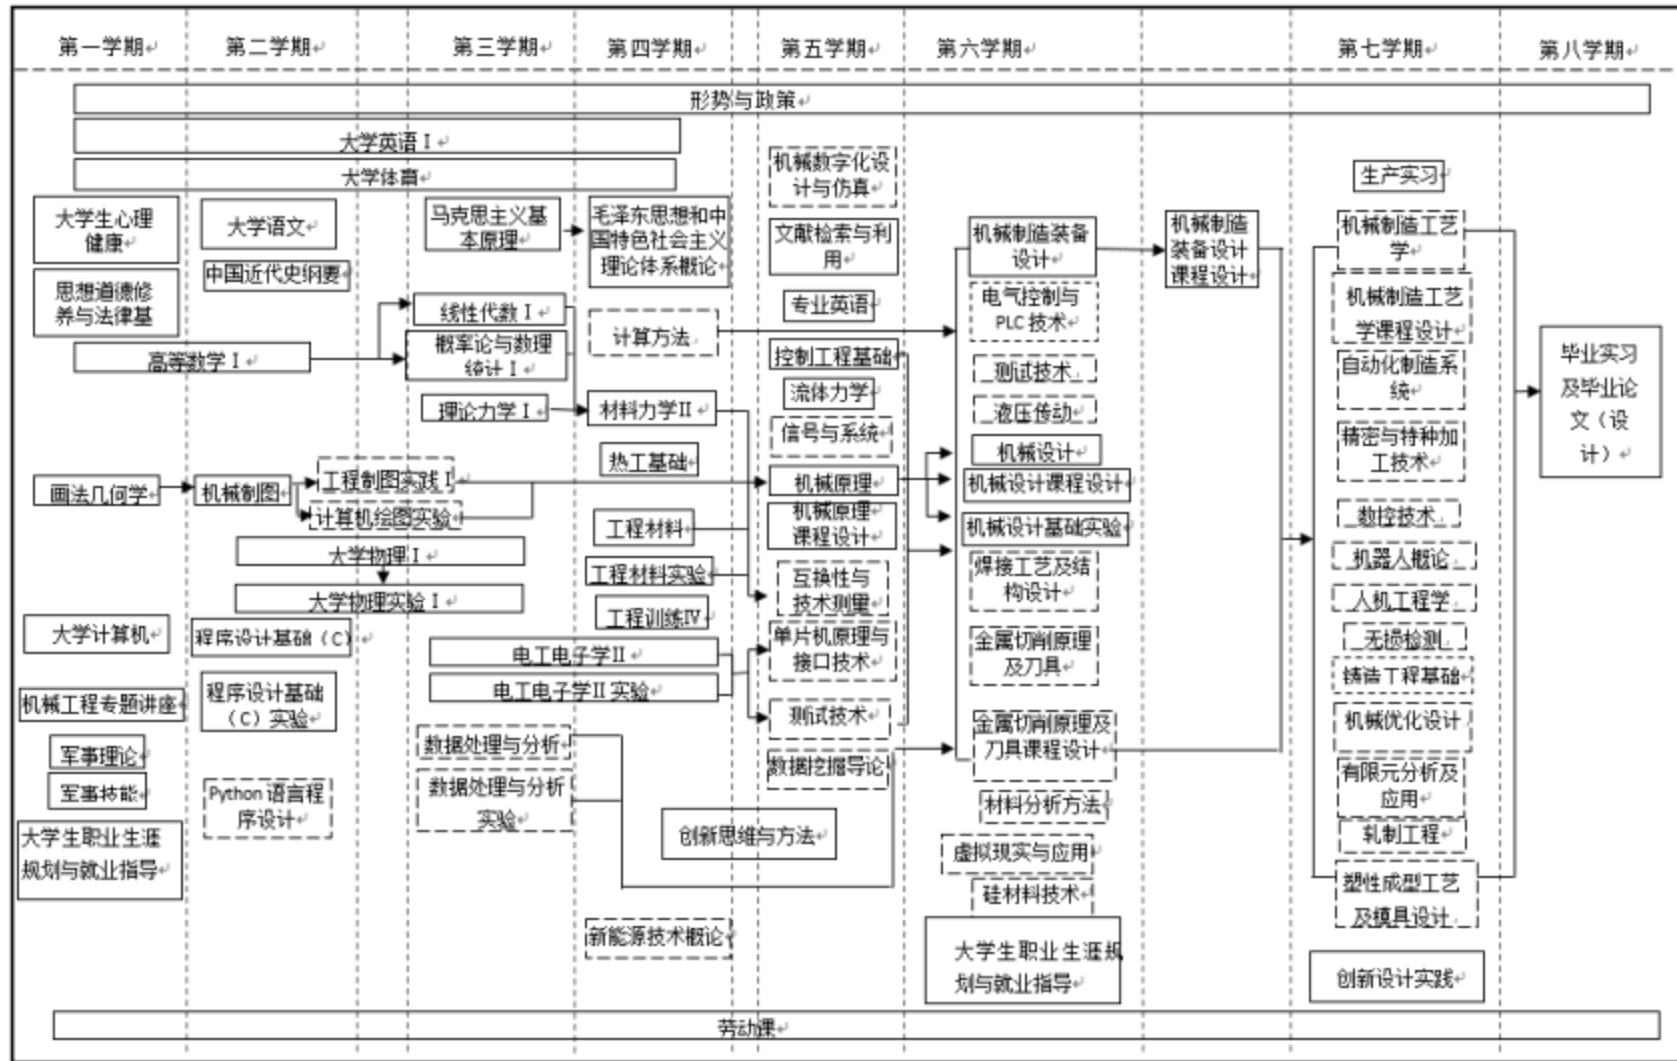 第一学期
第二学期
第三学期
第四学期
第五学期
第六学期
第七学期
第八学期
形势与政策
大学英语Ⅰ
大学体育
大学生心理
健康
思想道德修
养与法律基
高等数学Ⅰ
画法几何学
大学计算机
机械工程专题讲座
军事理论
军事技能
大学生职业生涯
规划与就业指导
大学语文
中国近代史纲要
机械制图
工程制图实践Ⅰ
计算机绘图实验
大学物理Ⅰ
大学物理实验Ⅰ
程序设计基础（C）
程序设计基础
（C）实验
Python 语言程
序设计
马克思主义基
本原理
线性代数Ⅰ
概率论与数理
统计Ⅰ
理论力学Ⅰ
电工电子学Ⅱ
电工电子学Ⅱ实验
数据处理与分析
数据处理与分析
实验
毛泽东思想和中
国特色社会主义
理论体系概论
计算方法
材料力学Ⅱ
热工基础
工程材料
工程材料实验
工程训练Ⅳ
创新思维与方法
新能源技术概论
机械数字化设
计与仿真
文献检索与利
用
专业英语
控制工程基础
流体力学
信号与系统
机械原理
机械原理
课程设计
互换性与
技术测量
单片机原理与
接口技术
测试技术
数据挖掘导论
机械制造装备
设计
电气控制与
PLC 技术
测试技术
液压传动
机械设计
机械设计课程设计
机械设计基础实验
焊接工艺及结
构设计
金属切削原理
及刀具
金属切削原理及
刀具课程设计
材料分析方法
虚拟现实与应用
硅材料技术
大学生职业生涯规
划与就业指导
机械制造
装备设计
课程设计
生产实习
机械制造工艺
学
机械制造工艺
学课程设计
自动化制造系
统
精密与特种加
工技术
数控技术
机器人概论
人机工程学
无损检测
铸造工程基础
机械优化设计
有限元分析及
应用
轧制工程
塑性成型工艺
及模具设计
创新设计实践
毕业实习
及毕业论
文（设
计）
劳动课